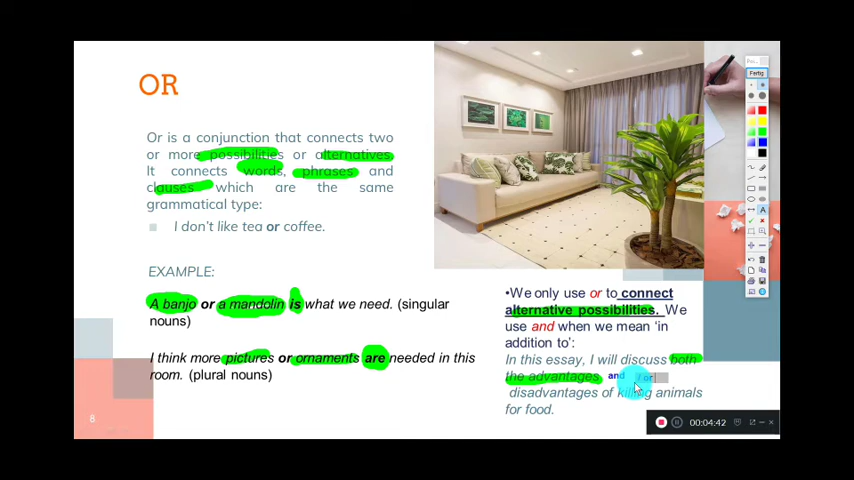 OR
Or is a conjunction that connects two
or more possibilities or alternatives.
It connects words, phrases and
clauses which are the same
grammatical type:
I don't like tea or coffee.
EXAMPLE:
A banjo or a mandolin is what we need. (singular
nouns)
I think more pictures or ornaments are needed in this
room. (plural nouns)
8
•We only use or to connect
alternative possibilities. We
use and when we mean 'in
addition to':
In this essay, I will discuss both
the advantages and
disadvantages of killing animals
for food.
Fertig
A
00:04:42